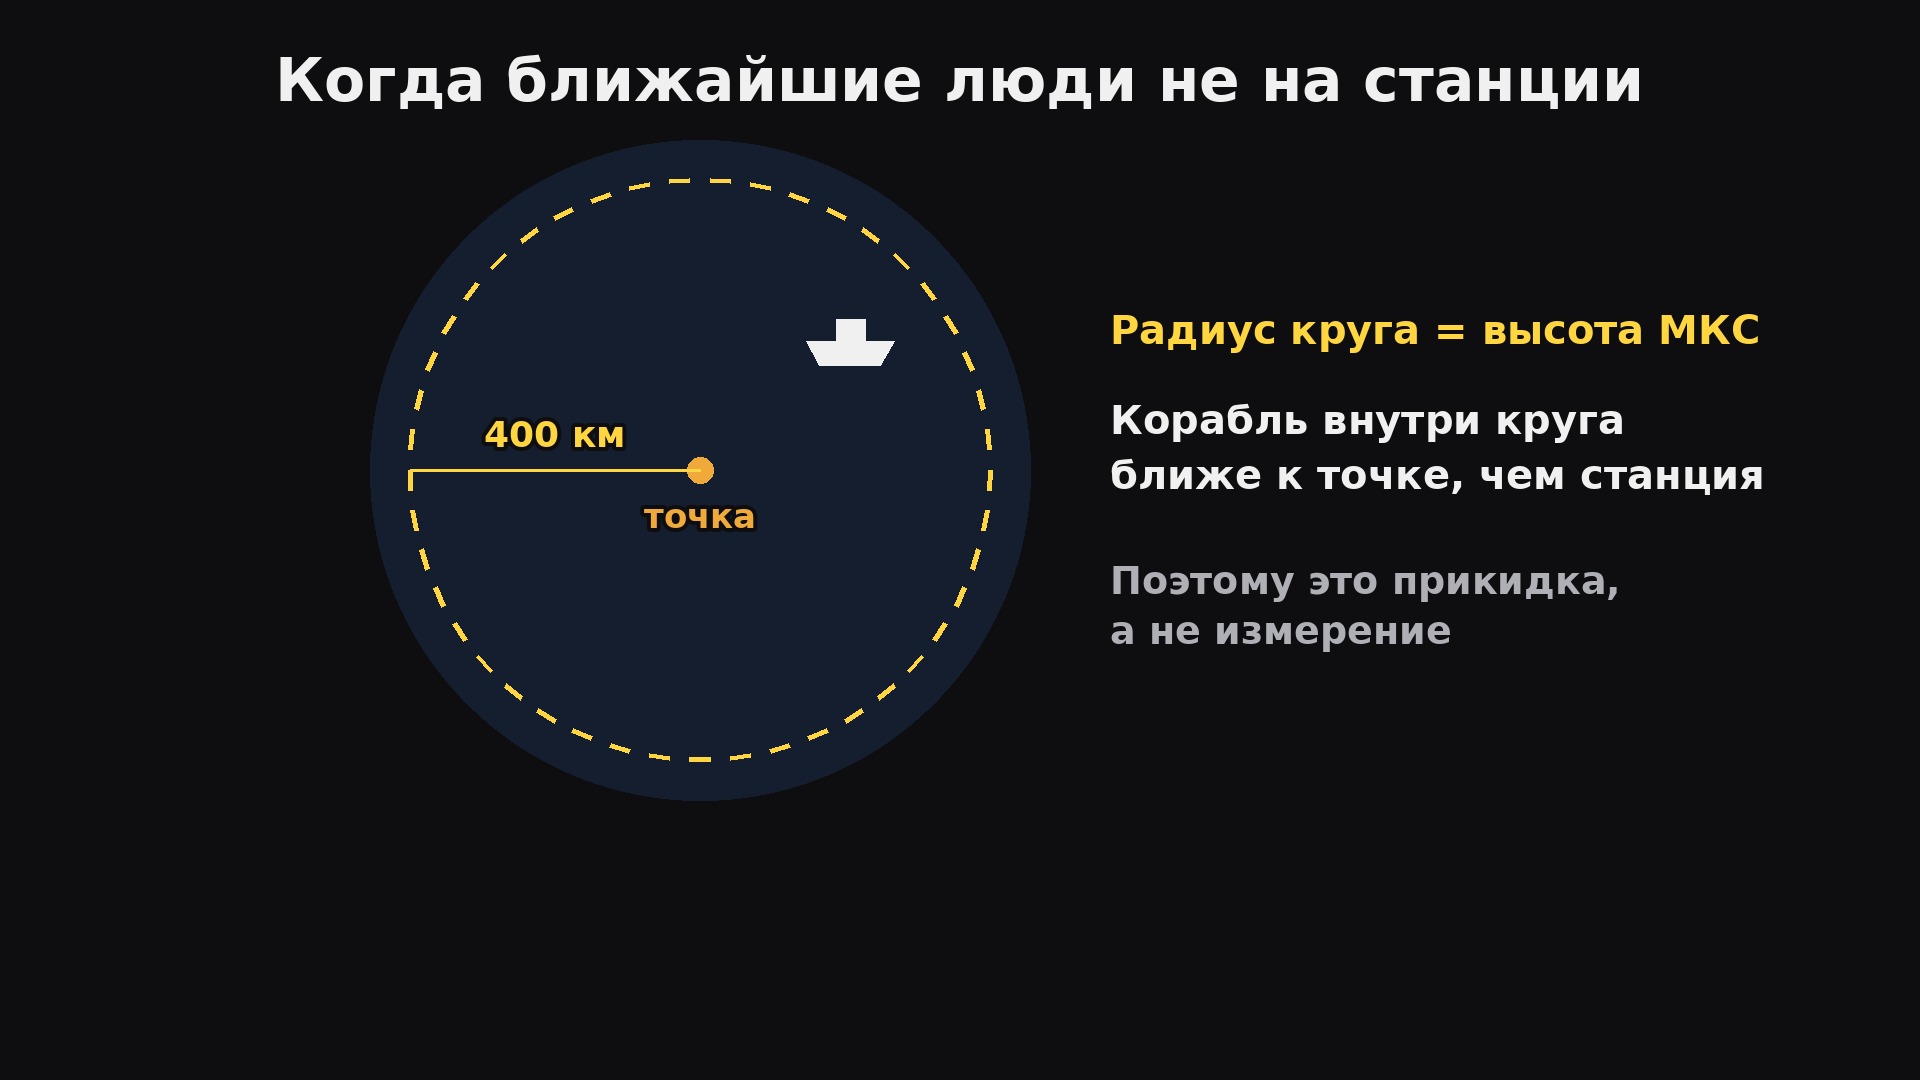 Когда ближайшие люди не на станции
400 км
точка
Радиус круга = высота МКС
Корабль внутри круга
ближе к точке, чем станция
Поэтому это прикидка,
а не измерение